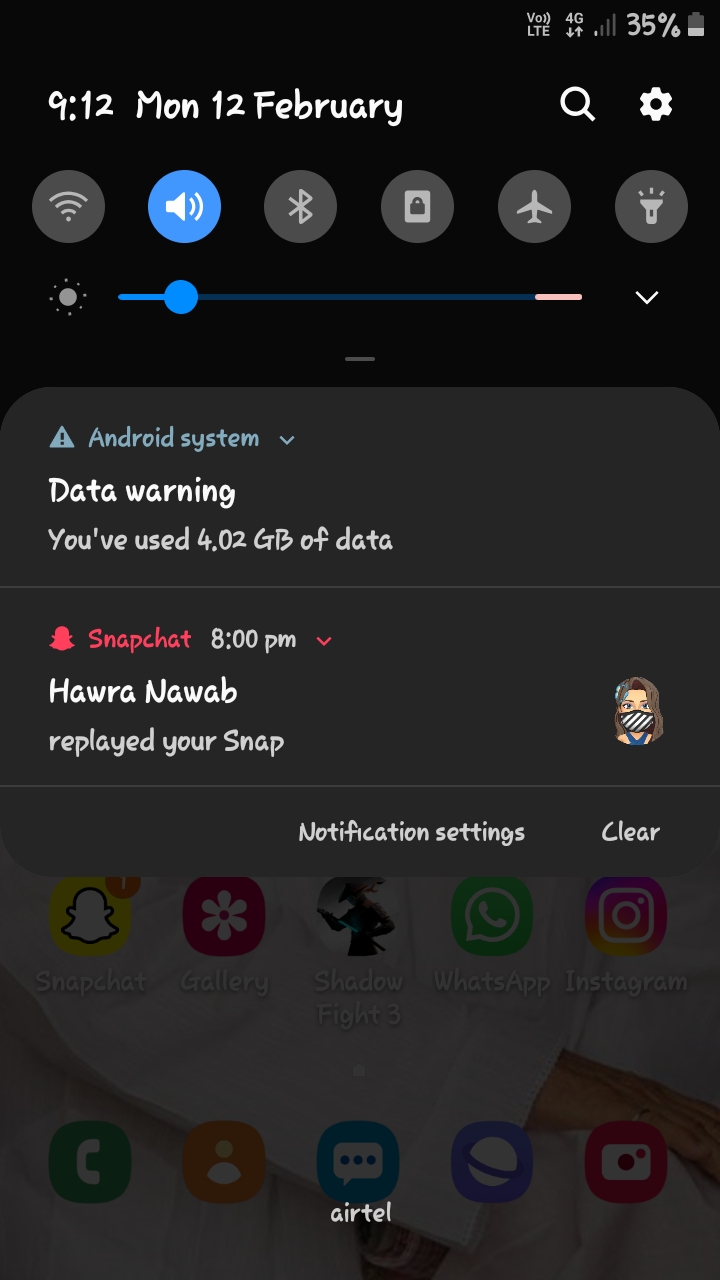 Vo)) LTE 4G 35%
9:12 Mon 12 February
Android system
Data warning
You've used 4.02 GB of data
Snapchat 8:00 pm
Hawra Nawab
replayed your Snap
Notification settings Clear
Snapchat Gallery Shadow Fight 3 WhatsApp Instagram
airtel